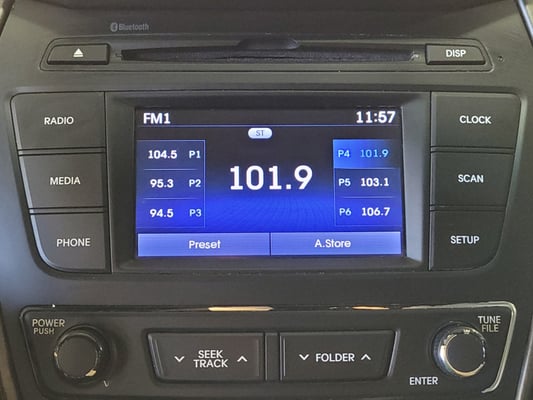 Bluetooth
DISP
RADIO
MEDIA
PHONE
FM1 11:57
ST
104.5 P1
95.3 P2
94.5 P3
101.9
P4 101.9
P5 103.1
P6 106.7
Preset A.Store
CLOCK
SCAN
SETUP
POWER
PUSH
V
SEEK
TRACK
FOLDER
TUNE
FILE
ENTER